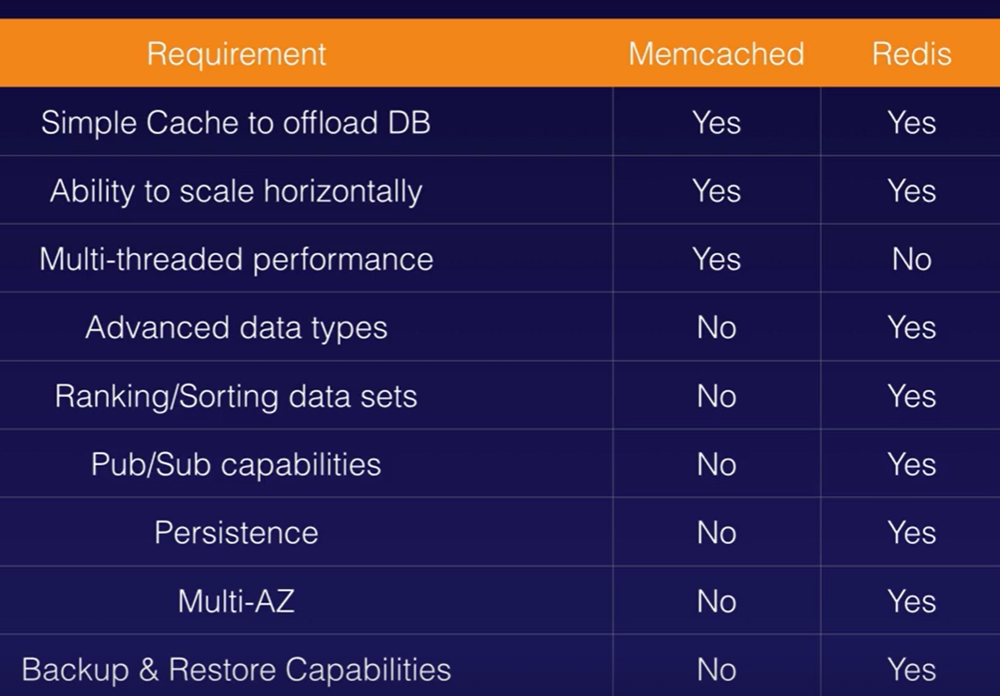 Requirement Memcached Redis
Simple Cache to offload DB Yes Yes
Ability to scale horizontally Yes Yes
Multi-threaded performance Yes No
Advanced data types No Yes
Ranking/Sorting data sets No Yes
Pub/Sub capabilities No Yes
Persistence No Yes
Multi-AZ No Yes
Backup & Restore Capabilities No Yes